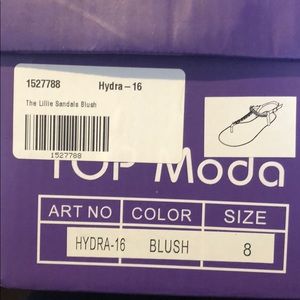 1527788 Hydra – 16
The Lillie Sandals Blush
1527788
TOP Moda
ART NO COLOR SIZE
HYDRA-16 BLUSH 8